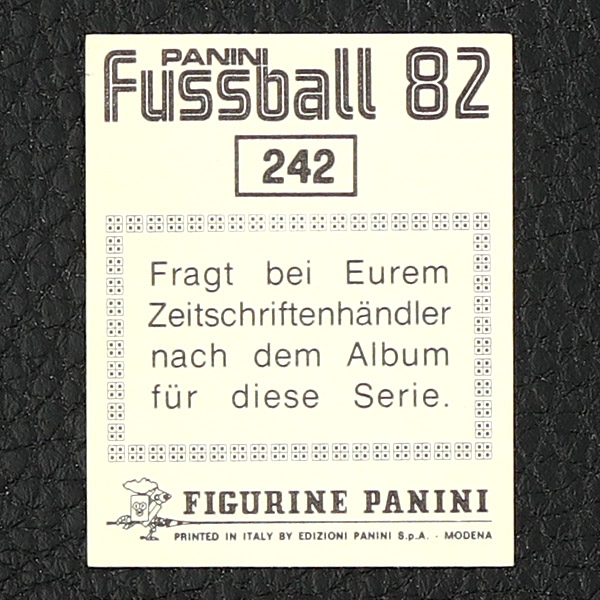 PANINI
Fussball 82
242
Fragt bei Eurem
Zeitschriftenhändler
nach dem Album
für diese Serie.
FIGURINE PANINI
PRINTED IN ITALY BY EDIZIONI PANINI S.p.A. - MODENA